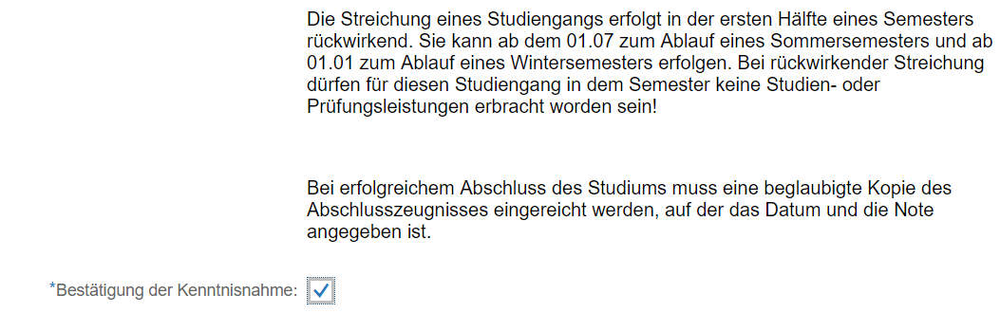 Die Streichung eines Studiengangs erfolgt in der ersten Hälfte eines Semesters
rückwirkend. Sie kann ab dem 01.07 zum Ablauf eines Sommersemesters und ab
01.01 zum Ablauf eines Wintersemesters erfolgen. Bei rückwirkender Streichung
dürfen für diesen Studiengang in dem Semester keine Studien- oder
Prüfungsleistungen erbracht worden sein!
Bei erfolgreichem Abschluss des Studiums muss eine beglaubigte Kopie des
Abschlusszeugnisses eingereicht werden, auf der das Datum und die Note
angegeben ist.
*Bestätigung der Kenntnisnahme: